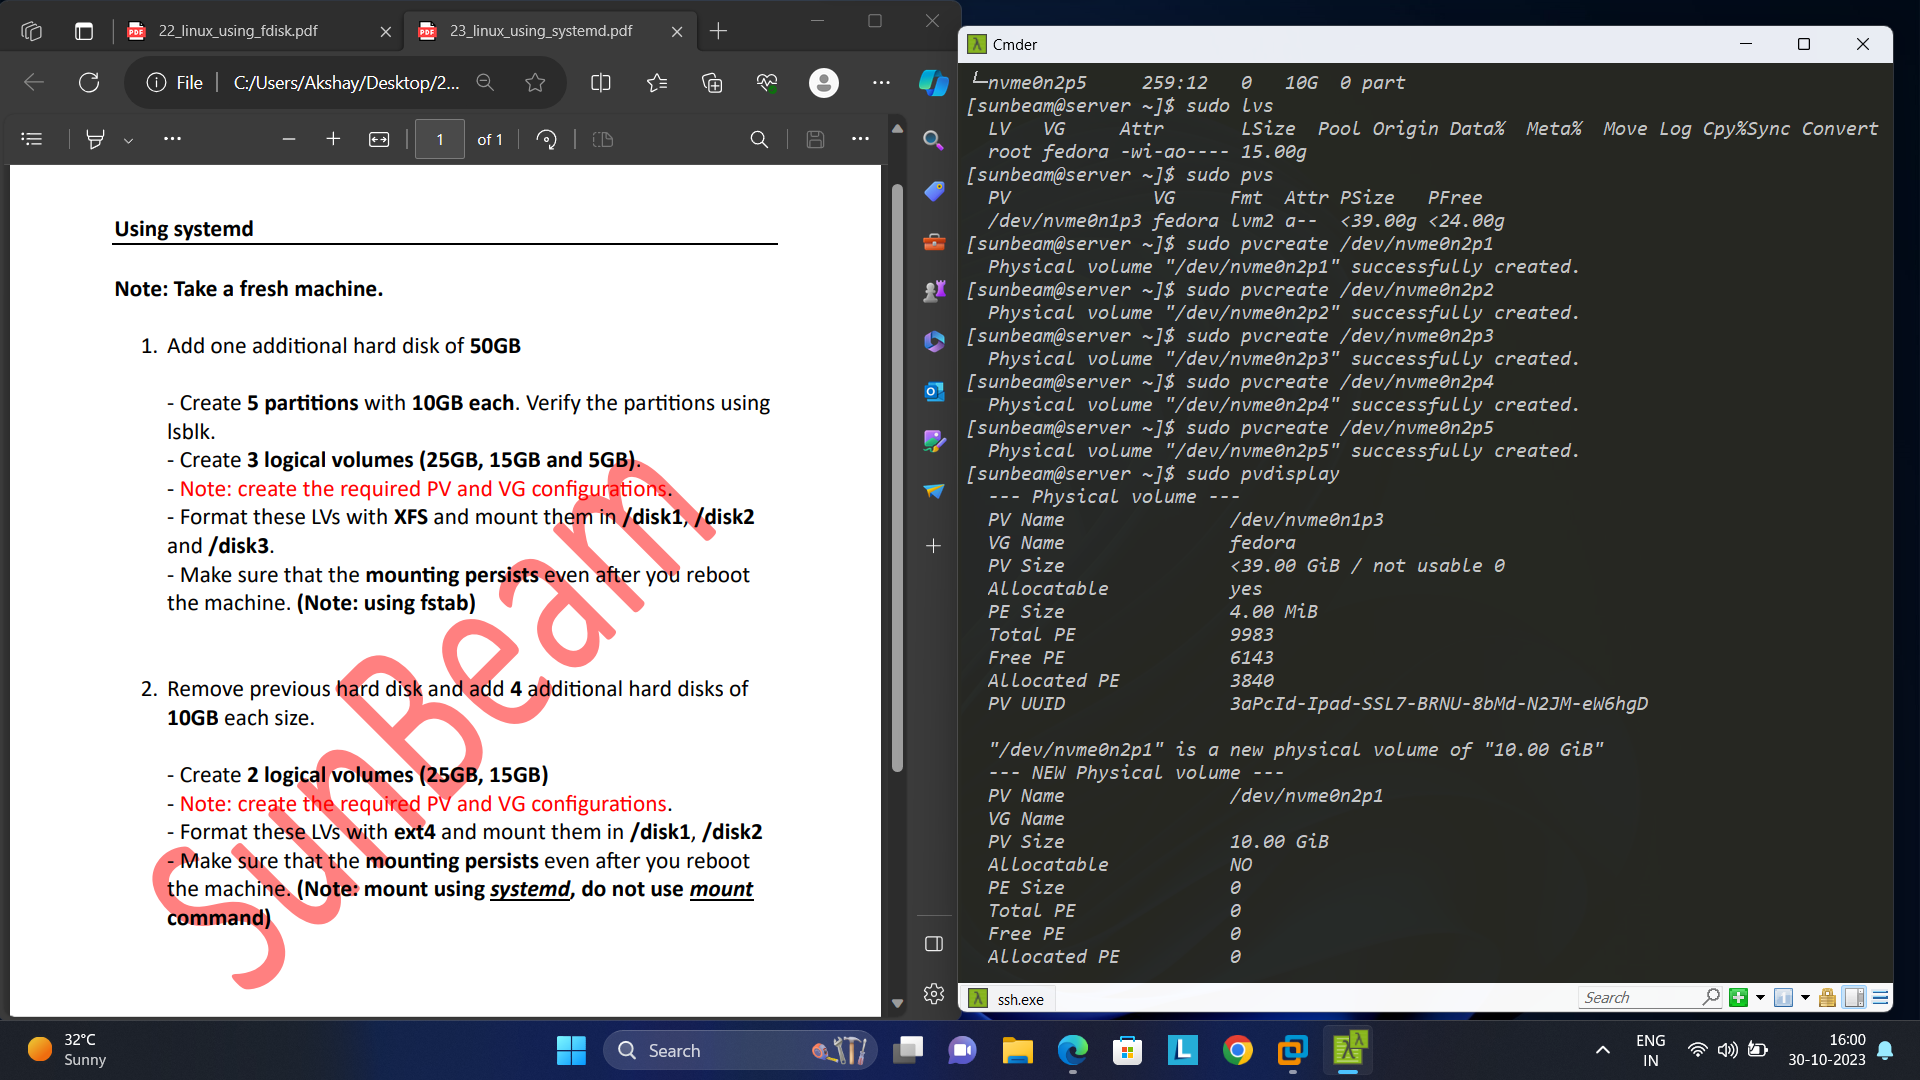 22_linux_using_fdisk.pdf
23_linux_using_systemd.pdf
File
C:/Users/Akshay/Desktop/2...
1 of 1
Using systemd
Note: Take a fresh machine.
1. Add one additional hard disk of 50GB
- Create 5 partitions with 10GB each. Verify the partitions using
lsblk.
- Create 3 logical volumes (25GB, 15GB and 5GB).
- Note: create the required PV and VG configurations.
- Format these LVs with XFS and mount them in /disk1, /disk2
and /disk3.
- Make sure that the mounting persists even after you reboot
the machine. (Note: using fstab)
2. Remove previous hard disk and add 4 additional hard disks of
10GB each size.
- Create 2 logical volumes (25GB, 15GB)
- Note: create the required PV and VG configurations.
- Format these LVs with ext4 and mount them in /disk1, /disk2
- Make sure that the mounting persists even after you reboot
the machine. (Note: mount using systemd, do not use mount
command)
SunBeam
Cmder
└─nvme0n2p5     259:12   0   10G  0 part
[sunbeam@server ~]$ sudo lvs
  LV   VG     Attr       LSize  Pool Origin Data%  Meta%  Move Log Cpy%Sync Convert
  root fedora -wi-ao---- 15.00g
[sunbeam@server ~]$ sudo pvs
  PV             VG     Fmt  Attr PSize   PFree
  /dev/nvme0n1p3 fedora lvm2 a--  <39.00g <24.00g
[sunbeam@server ~]$ sudo pvcreate /dev/nvme0n2p1
  Physical volume "/dev/nvme0n2p1" successfully created.
[sunbeam@server ~]$ sudo pvcreate /dev/nvme0n2p2
  Physical volume "/dev/nvme0n2p2" successfully created.
[sunbeam@server ~]$ sudo pvcreate /dev/nvme0n2p3
  Physical volume "/dev/nvme0n2p3" successfully created.
[sunbeam@server ~]$ sudo pvcreate /dev/nvme0n2p4
  Physical volume "/dev/nvme0n2p4" successfully created.
[sunbeam@server ~]$ sudo pvcreate /dev/nvme0n2p5
  Physical volume "/dev/nvme0n2p5" successfully created.
[sunbeam@server ~]$ sudo pvdisplay
  --- Physical volume ---
  PV Name               /dev/nvme0n1p3
  VG Name               fedora
  PV Size               <39.00 GiB / not usable 0
  Allocatable           yes
  PE Size               4.00 MiB
  Total PE              9983
  Free PE               6143
  Allocated PE          3840
  PV UUID               3aPcId-Ipad-SSL7-BRNU-8bMd-N2JM-eW6hgD
  "/dev/nvme0n2p1" is a new physical volume of "10.00 GiB"
  --- NEW Physical volume ---
  PV Name               /dev/nvme0n2p1
  VG Name
  PV Size               10.00 GiB
  Allocatable           NO
  PE Size               0
  Total PE              0
  Free PE               0
  Allocated PE          0
ssh.exe
Search
32°C
Sunny
Search
ENG
IN
16:00
30-10-2023